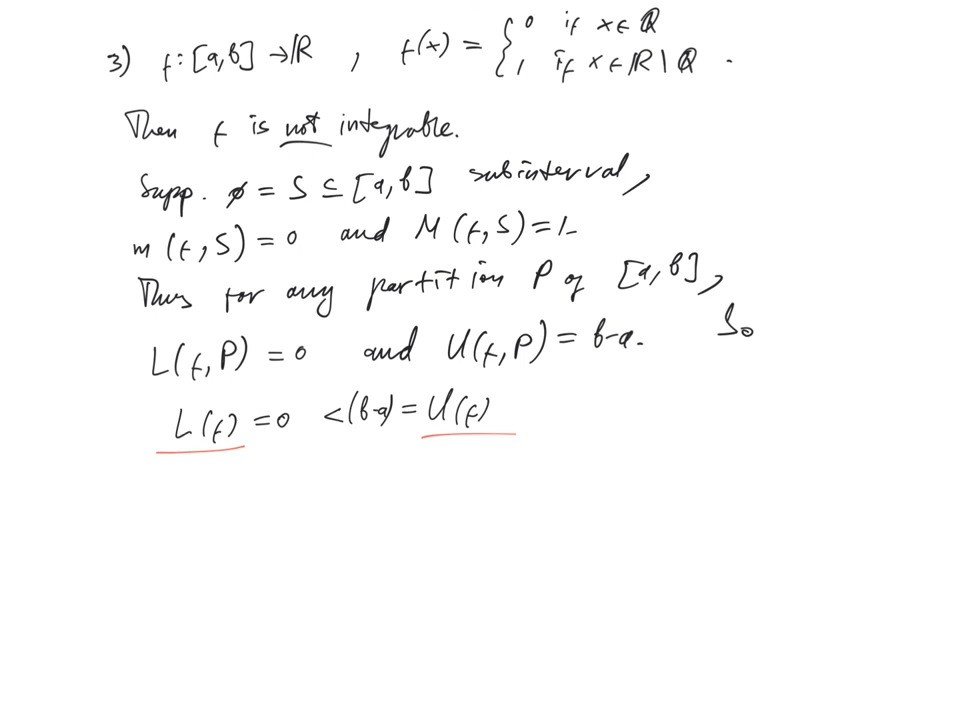 3) f: [a,b] → ℝ , f(x) = { 0 if x ∈ ℚ
1 if x ∈ ℝ \ ℚ .
Then f is not integrable.
Supp. ∅ = S ⊆ [a,b] subinterval,
m(f,S) = 0 and M(f,S) = 1.
Thus for any partition P of [a,b],
L(f,P) = 0 and U(f,P) = b-a. So
L(f) = 0 < (b-a) = U(f)